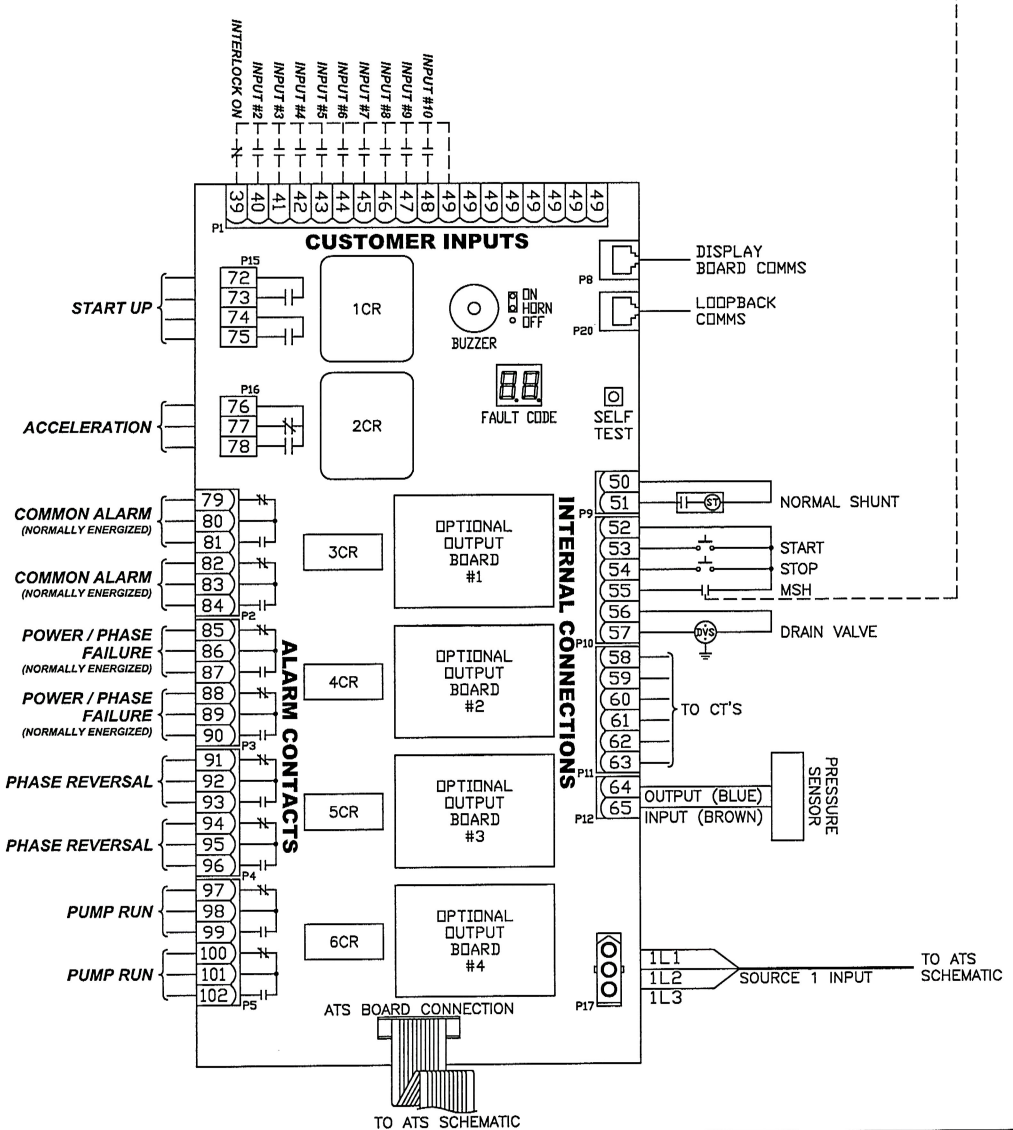 INTERLOCK ON
INPUT #2
INPUT #3
INPUT #4
INPUT #5
INPUT #6
INPUT #7
INPUT #8
INPUT #9
INPUT #10
39 40 41 42 43 44 45 46 47 48 49 49 49 49 49 49 49 49
P1
CUSTOMER INPUTS
START UP
P15
72
73
74
75
1CR
BUZZER
ON
HORN
OFF
P8
DISPLAY
BOARD COMMS
P20
LOOPBACK
COMMS
ACCELERATION
P16
76
77
78
2CR
FAULT CODE
SELF
TEST
COMMON ALARM
(NORMALLY ENERGIZED)
79
80
81
COMMON ALARM
(NORMALLY ENERGIZED)
82
83
84
P2
POWER / PHASE
FAILURE
(NORMALLY ENERGIZED)
85
86
87
POWER / PHASE
FAILURE
(NORMALLY ENERGIZED)
88
89
90
P3
PHASE REVERSAL
91
92
93
PHASE REVERSAL
94
95
96
P4
PUMP RUN
97
98
99
PUMP RUN
100
101
102
P5
ALARM CONTACTS
3CR
4CR
5CR
6CR
OPTIONAL
OUTPUT
BOARD
#1
OPTIONAL
OUTPUT
BOARD
#2
OPTIONAL
OUTPUT
BOARD
#3
OPTIONAL
OUTPUT
BOARD
#4
INTERNAL CONNECTIONS
50
51
P9
ST
NORMAL SHUNT
52
53
START
54
STOP
55
MSH
56
57
P10
DVS
DRAIN VALVE
58
59
60
61
62
63
P11
TO CT'S
64
65
P12
OUTPUT (BLUE)
INPUT (BROWN)
PRESSURE
SENSOR
P17
1L1
1L2
1L3
SOURCE 1 INPUT
TO ATS
SCHEMATIC
ATS BOARD CONNECTION
TO ATS SCHEMATIC